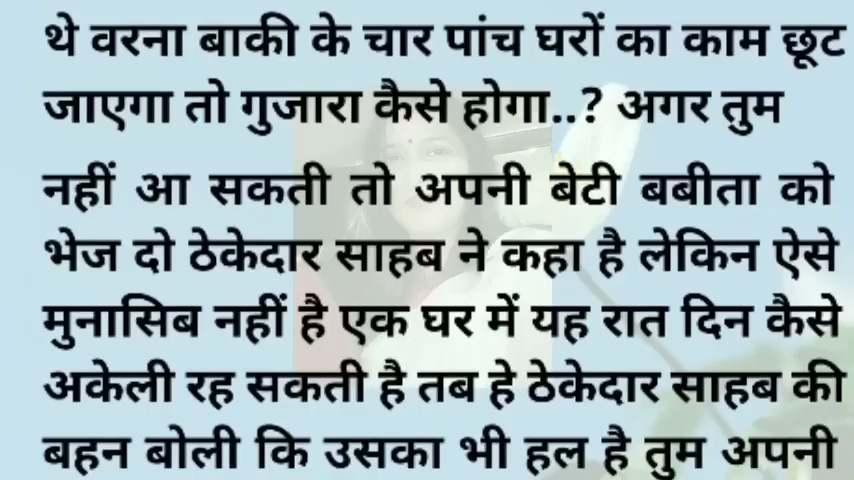 थे वरना बाकी के चार पांच घरों का काम छूट
जाएगा तो गुजारा कैसे होगा..? अगर तुम
नहीं आ सकती तो अपनी बेटी बबीता को
भेज दो ठेकेदार साहब ने कहा है लेकिन ऐसे
मुनासिब नहीं है एक घर में यह रात दिन कैसे
अकेली रह सकती है तब हे ठेकेदार साहब की
बहन बोली कि उसका भी हल है तुम अपनी